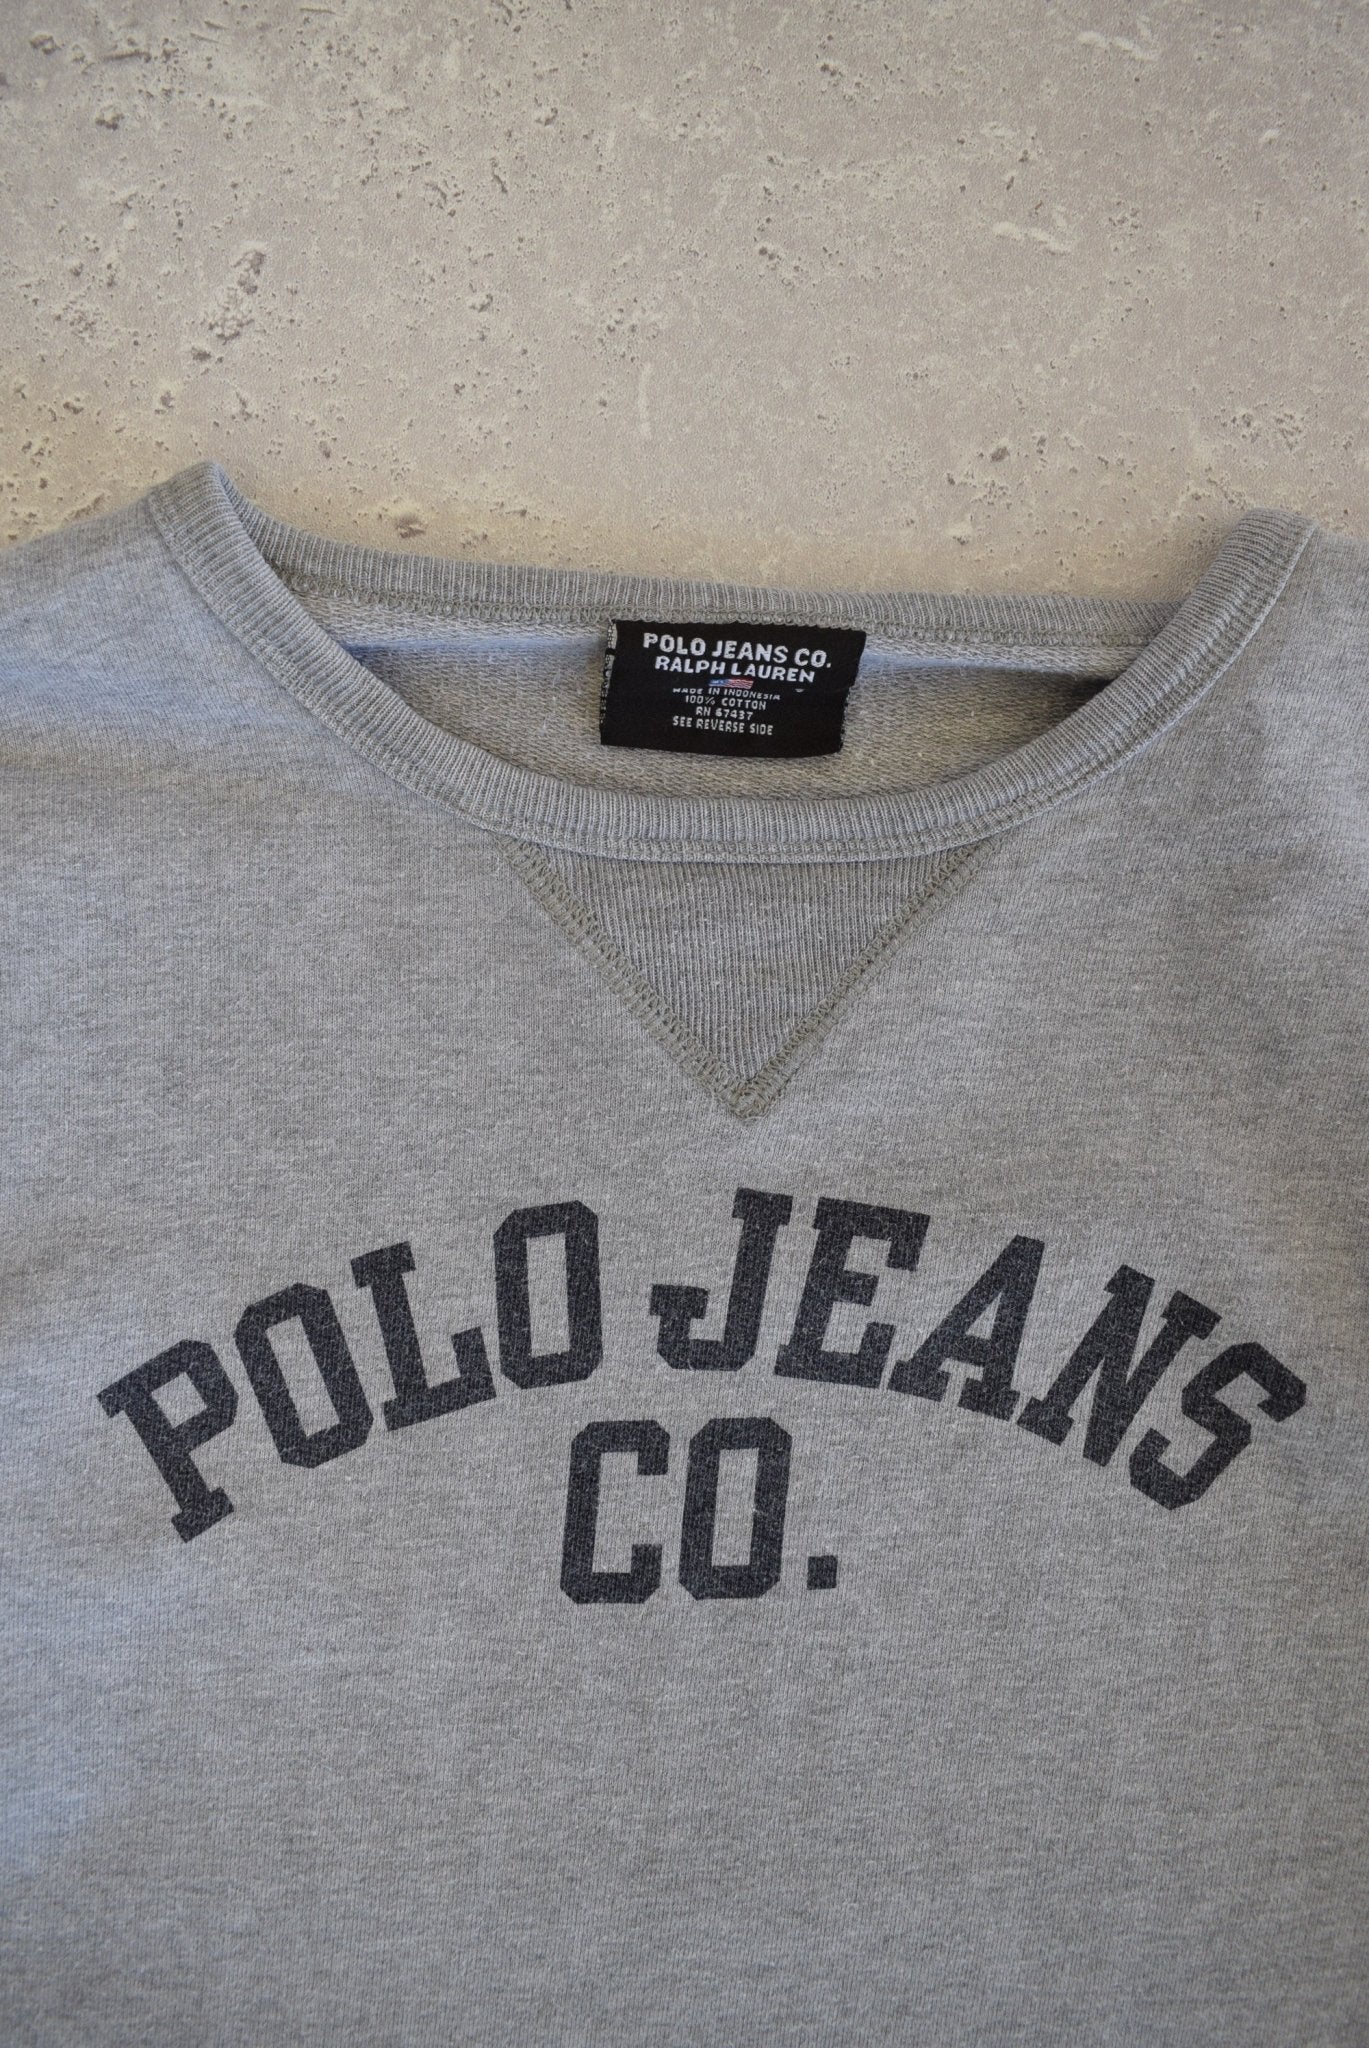 POLO JEANS CO.
RALPH LAUREN
MADE IN INDONESIA
100% COTTON
RN 67437
SEE REVERSE SIDE
POLO JEANS
CO.